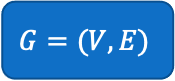 G = (V, E)